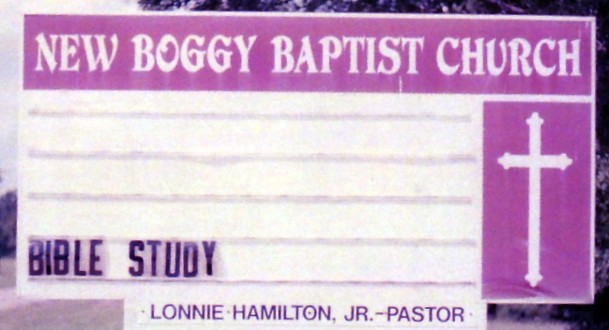 NEW BOGGY BAPTIST CHURCH
BIBLE STUDY
LONNIE HAMILTON, JR.-PASTOR